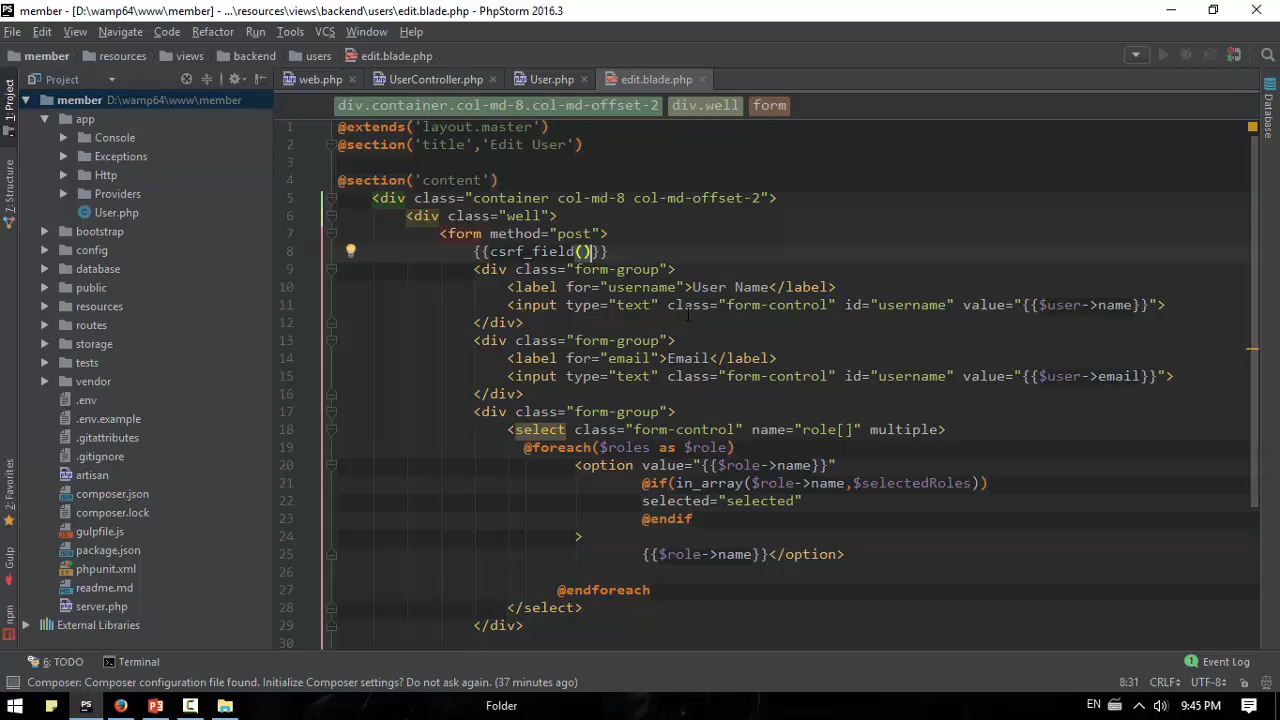 member - [D:\wamp64\www\member] - ...\resources\views\backend\users\edit.blade.php - PhpStorm 2016.3
File Edit View Navigate Code Refactor Run Tools VCS Window Help
member resources views backend users edit.blade.php
Project
web.php UserController.php User.php edit.blade.php
div.container.col-md-8.col-md-offset-2 div.well form
1: Project
7: Structure
2: Favorites
Gulp
npm
Database
member D:\wamp64\www\member
app
Console
Exceptions
Http
Providers
User.php
bootstrap
config
database
public
resources
routes
storage
tests
vendor
.env
.env.example
.gitattributes
.gitignore
artisan
composer.json
composer.lock
gulpfile.js
package.json
phpunit.xml
readme.md
server.php
External Libraries
1 @extends('layout.master')
2 @section('title','Edit User')
3
4 @section('content')
5 <div class="container col-md-8 col-md-offset-2">
6 <div class="well">
7 <form method="post">
8 {{csrf_field()}}
9 <div class="form-group">
10 <label for="username">User Name</label>
11 <input type="text" class="form-control" id="username" value="{{$user->name}}">
12 </div>
13 <div class="form-group">
14 <label for="email">Email</label>
15 <input type="text" class="form-control" id="username" value="{{$user->email}}">
16 </div>
17 <div class="form-group">
18 <select class="form-control" name="role[]" multiple>
19 @foreach($roles as $role)
20 <option value="{{$role->name}}"
21 @if(in_array($role->name,$selectedRoles))
22 selected="selected"
23 @endif
24 >
25 {{$role->name}}</option>
26
27 @endforeach
28 </select>
29 </div>
30
6: TODO Terminal 1 Event Log
Composer: Composer configuration file found. Initialize Composer settings? Do not ask again. (37 minutes ago) 8:31 CRLF÷ UTF-8÷
Folder EN 9:45 PM